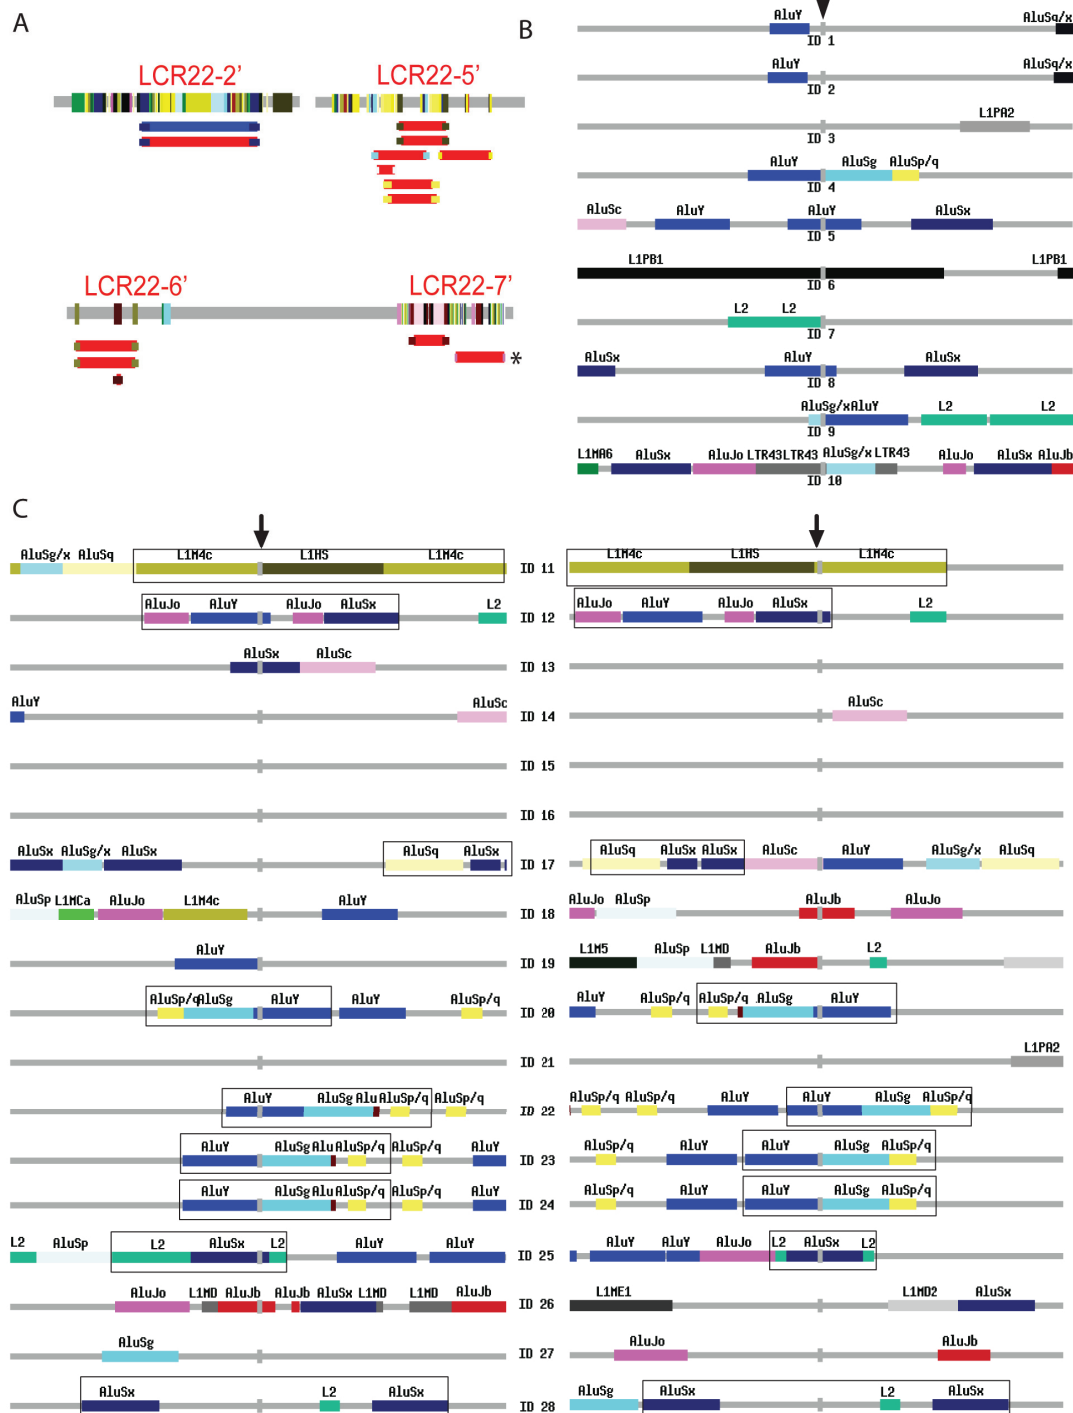 A
LCR22-2’
LCR22-5’
LCR22-6’
LCR22-7’
*
B
AluY AluSq/x
ID 1
AluY AluSq/x
ID 2
L1PA2
ID 3
AluY AluSg AluSp/q
ID 4
AluSc AluY AluY AluSx
ID 5
L1PB1 L1PB1
ID 6
L2 L2
ID 7
AluSx AluY AluSx
ID 8
AluSg/xAluY L2 L2
ID 9
L1MA6 AluSx AluJo LTR43LTR43 AluSg/x LTR43 AluJo AluSx AluJb
ID 10
C
AluSg/x AluSq L1M4c L1HS L1M4c
ID 11
L1M4c L1HS L1M4c
AluJo AluY AluJo AluSx L2
ID 12
AluJo AluY AluJo AluSx L2
AluSx AluSc
ID 13
AluY AluSc
ID 14
AluSc
ID 15
ID 16
AluSx AluSg/x AluSx AluSq AluSx
ID 17
AluSq AluSx AluSx AluSc AluY AluSg/x AluSq
AluSp L1MCa AluJo L1M4c AluY
ID 18
AluJo AluSp AluJb AluJo
AluY
ID 19
L1M5 AluSp L1MD AluJb L2
AluSp/qAluSg AluY AluY AluSp/q
ID 20
AluY AluSp/q AluSp/q AluSg AluY
ID 21
L1PA2
AluY AluSg Alu AluSp/q AluSp/q
ID 22
AluSp/q AluSp/q AluY AluY AluSg AluSp/q
AluY AluSg Alu AluSp/q AluSp/q AluY
ID 23
AluSp/q AluY AluY AluSg AluSp/q
AluY AluSg Alu AluSp/q AluSp/q AluY
ID 24
AluSp/q AluY AluY AluSg AluSp/q
L2 AluSp L2 AluSx L2 AluY AluY
ID 25
AluY AluY AluJo L2 AluSx L2
AluJo L1MD AluJb AluJb AluSx L1MD L1MD AluJb
ID 26
L1ME1 L1MD2 AluSx
AluSg
ID 27
AluJo AluJb
AluSx L2 AluSx
ID 28
AluSg AluSx L2 AluSx